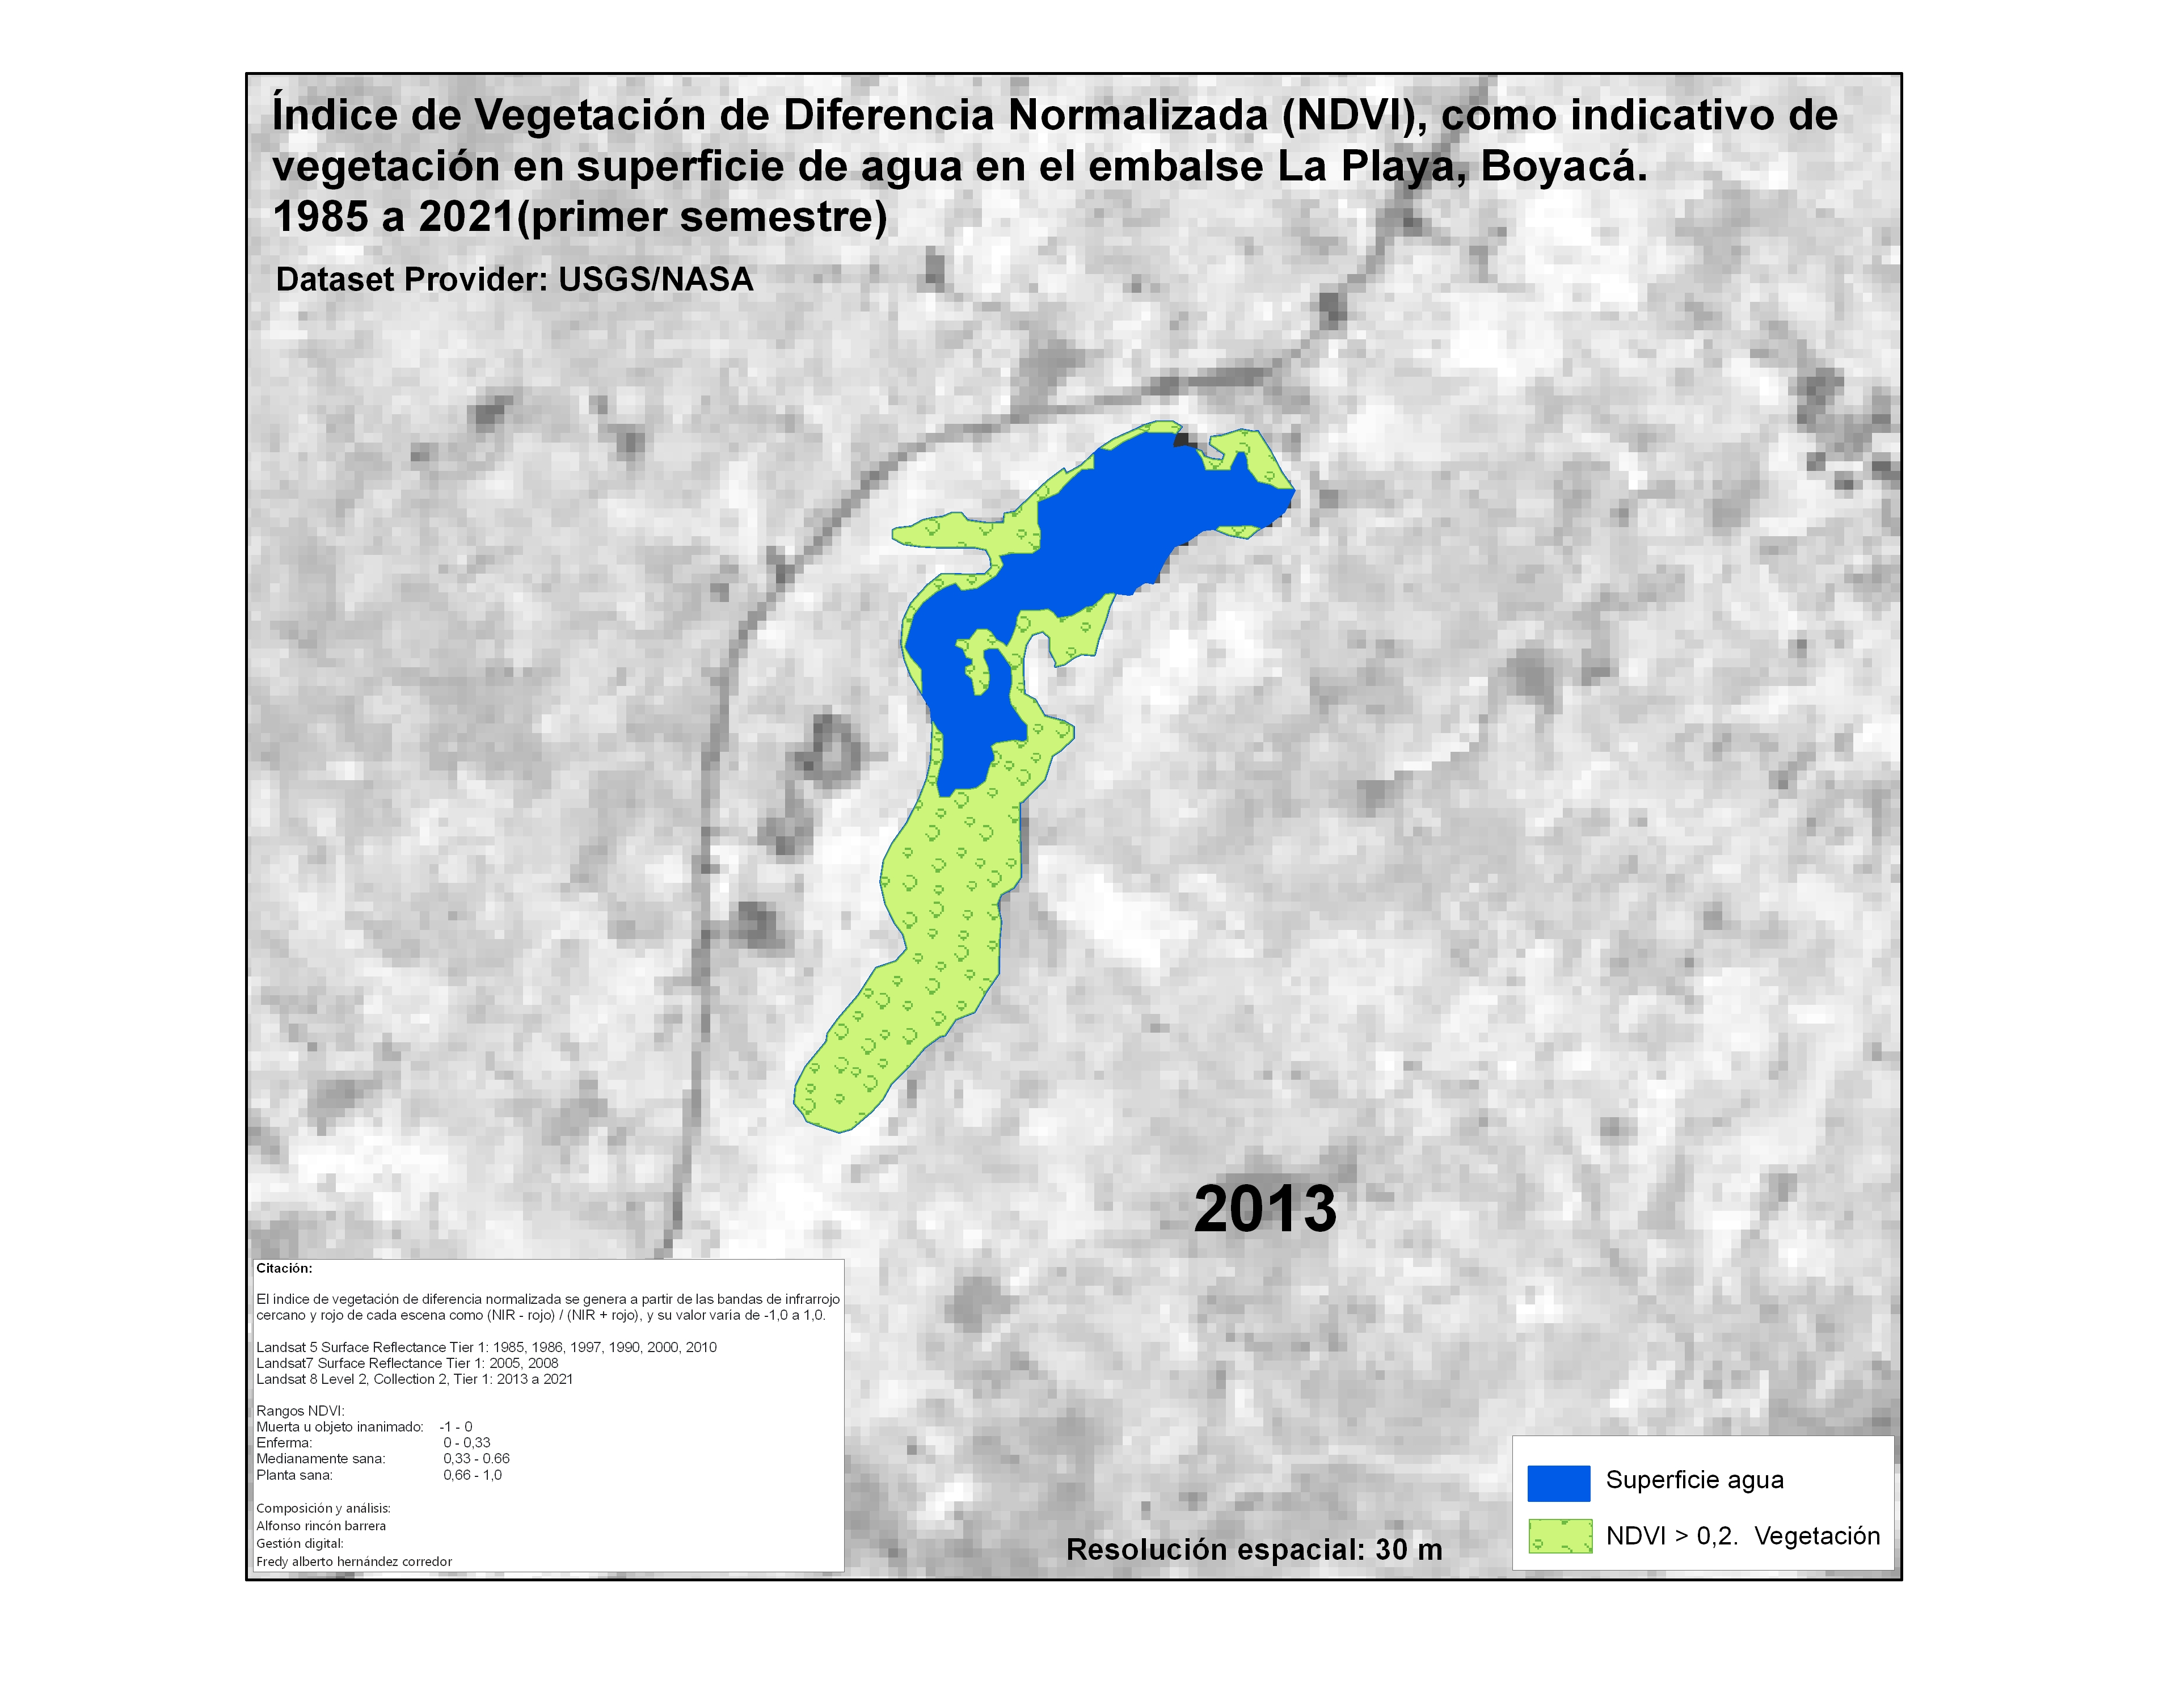 Índice de Vegetación de Diferencia Normalizada (NDVI), como indicativo de
vegetación en superficie de agua en el embalse La Playa, Boyacá.
1985 a 2021(primer semestre)
Dataset Provider: USGS/NASA
2013
Citación:
El indice de vegetación de diferencia normalizada se genera a partir de las bandas de infrarrojo
cercano y rojo de cada escena como (NIR - rojo) / (NIR + rojo), y su valor varia de -1,0 a 1,0.
Landsat 5 Surface Reflectance Tier 1: 1985, 1986, 1997, 1990, 2000, 2010
Landsat7 Surface Reflectance Tier 1: 2005, 2008
Landsat 8 Level 2, Collection 2, Tier 1: 2013 a 2021
Rangos NDVI:
Muerta u objeto inanimado: -1 - 0
Enferma: 0 - 0,33
Medianamente sana: 0,33 - 0.66
Planta sana: 0,66 - 1,0
Composición y análisis:
Alfonso rincón barrera
Gestión digital:
Fredy alberto hernández corredor
Resolución espacial: 30 m
Superficie agua
NDVI > 0,2. Vegetación